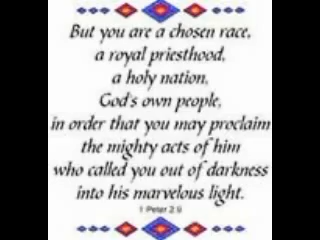 But you are a chosen race,
a royal priesthood,
a holy nation,
God's own people,
in order that you may proclaim
the mighty acts of him
who called you out of darkness
into his marvelous light.
1 Peter 2:9